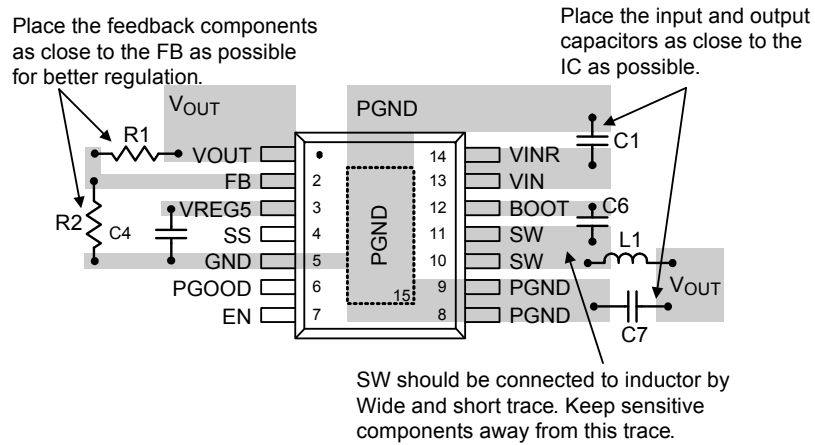 Place the feedback components
as close to the FB as possible
for better regulation.
Place the input and output
capacitors as close to the
IC as possible.
VOUT
PGND
R1
C1
VOUT
14
VINR
FB
2
13
VIN
VREG5
3
12
BOOT
C6
R2
C4
SS
4
PGND
11
SW
L1
GND
5
10
SW
VOUT
PGOOD
6
15
9
PGND
EN
7
8
PGND
C7
SW should be connected to inductor by
Wide and short trace. Keep sensitive
components away from this trace.